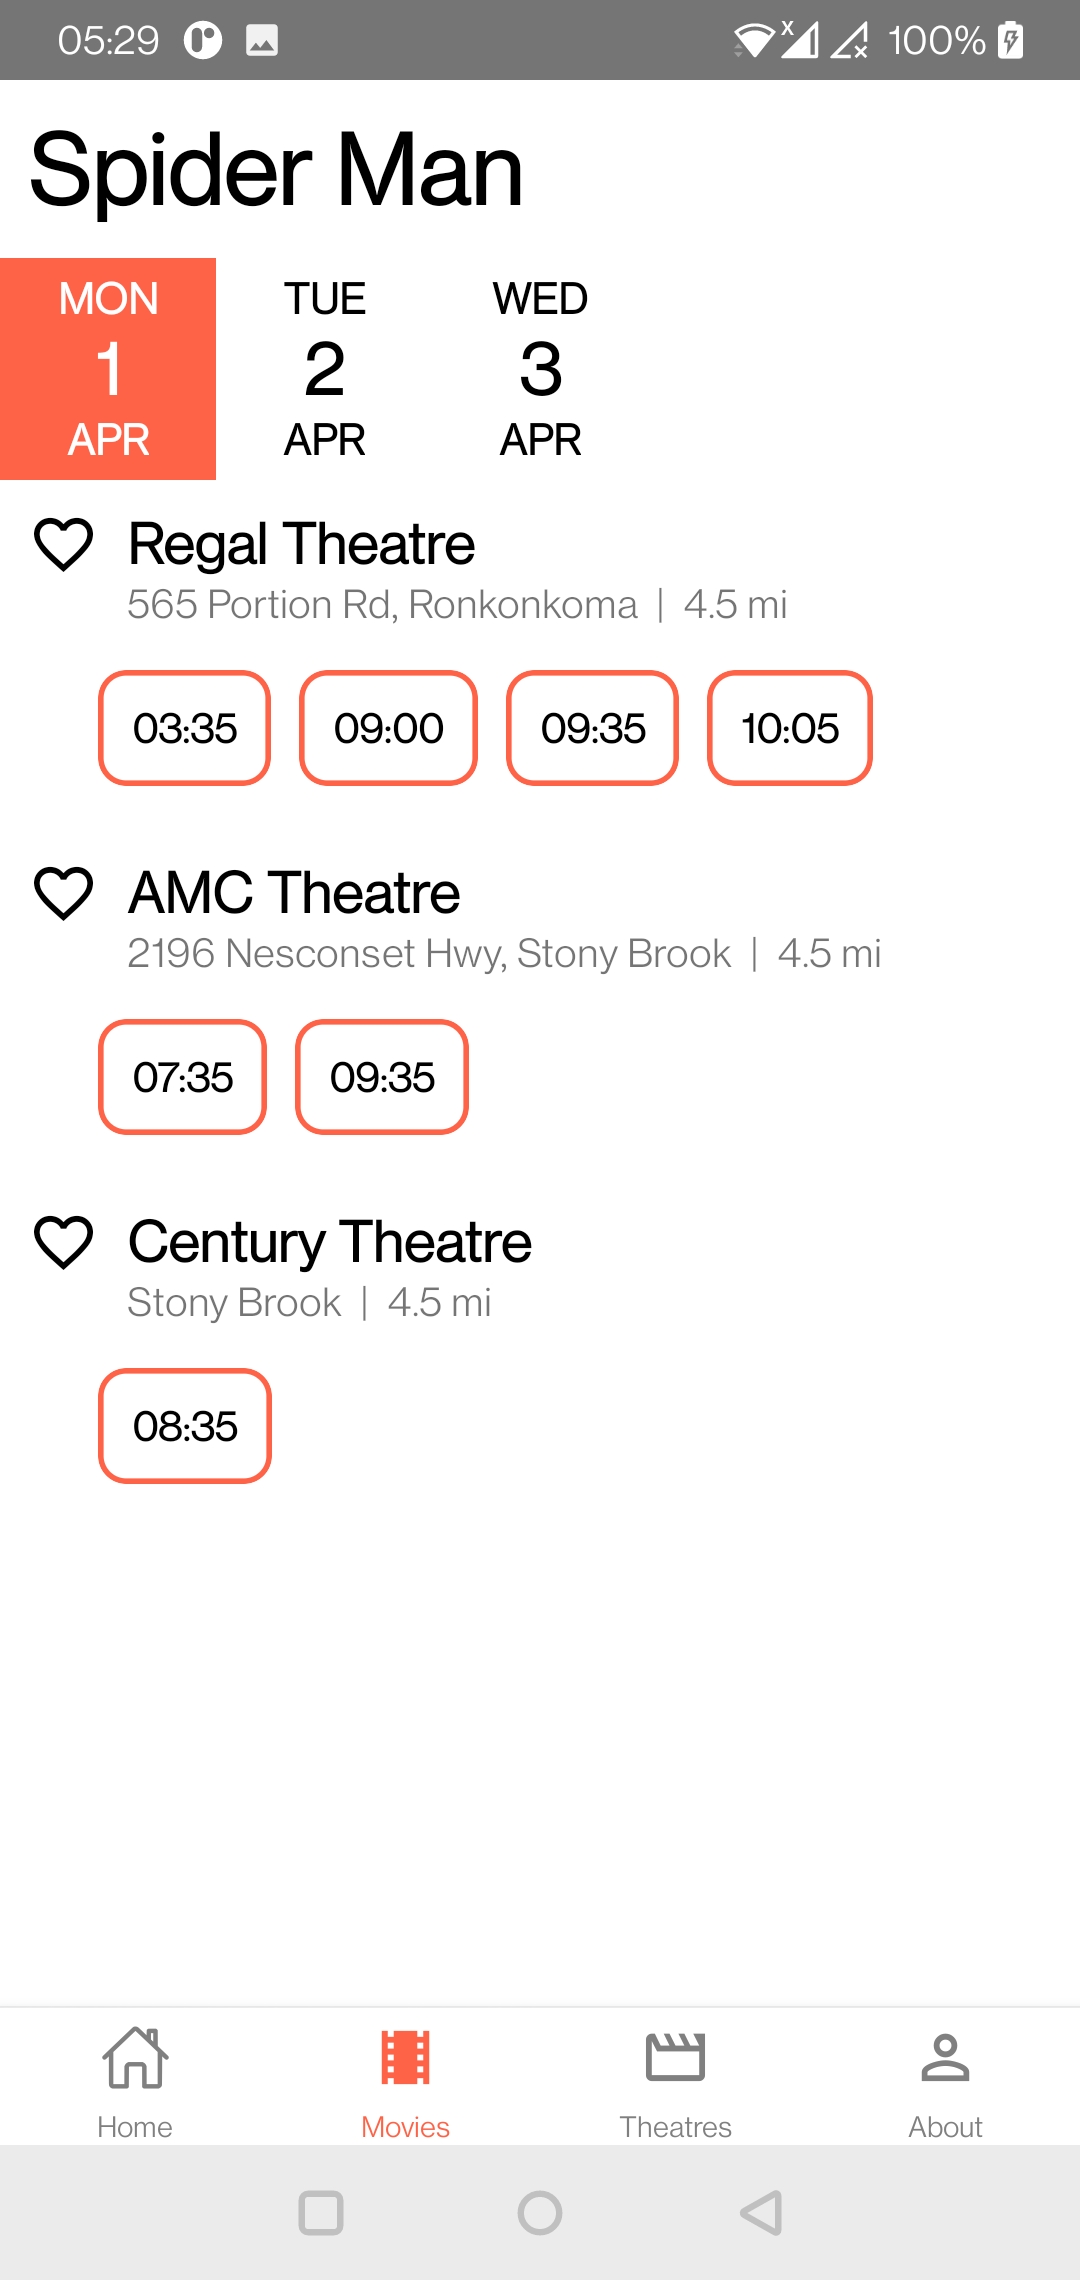 05:29 100%
Spider Man
MON TUE WED
1 2 3
APR APR APR
Regal Theatre
565 Portion Rd, Ronkonkoma | 4.5 mi
03:35 09:00 09:35 10:05
AMC Theatre
2196 Nesconset Hwy, Stony Brook | 4.5 mi
07:35 09:35
Century Theatre
Stony Brook | 4.5 mi
08:35
Home Movies Theatres About